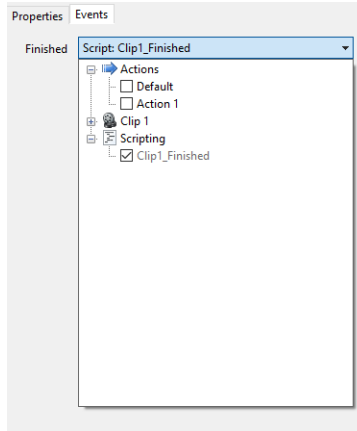 Properties Events
Finished Script: Clip1_Finished
Actions
Default
Action 1
Clip 1
Scripting
Clip1_Finished